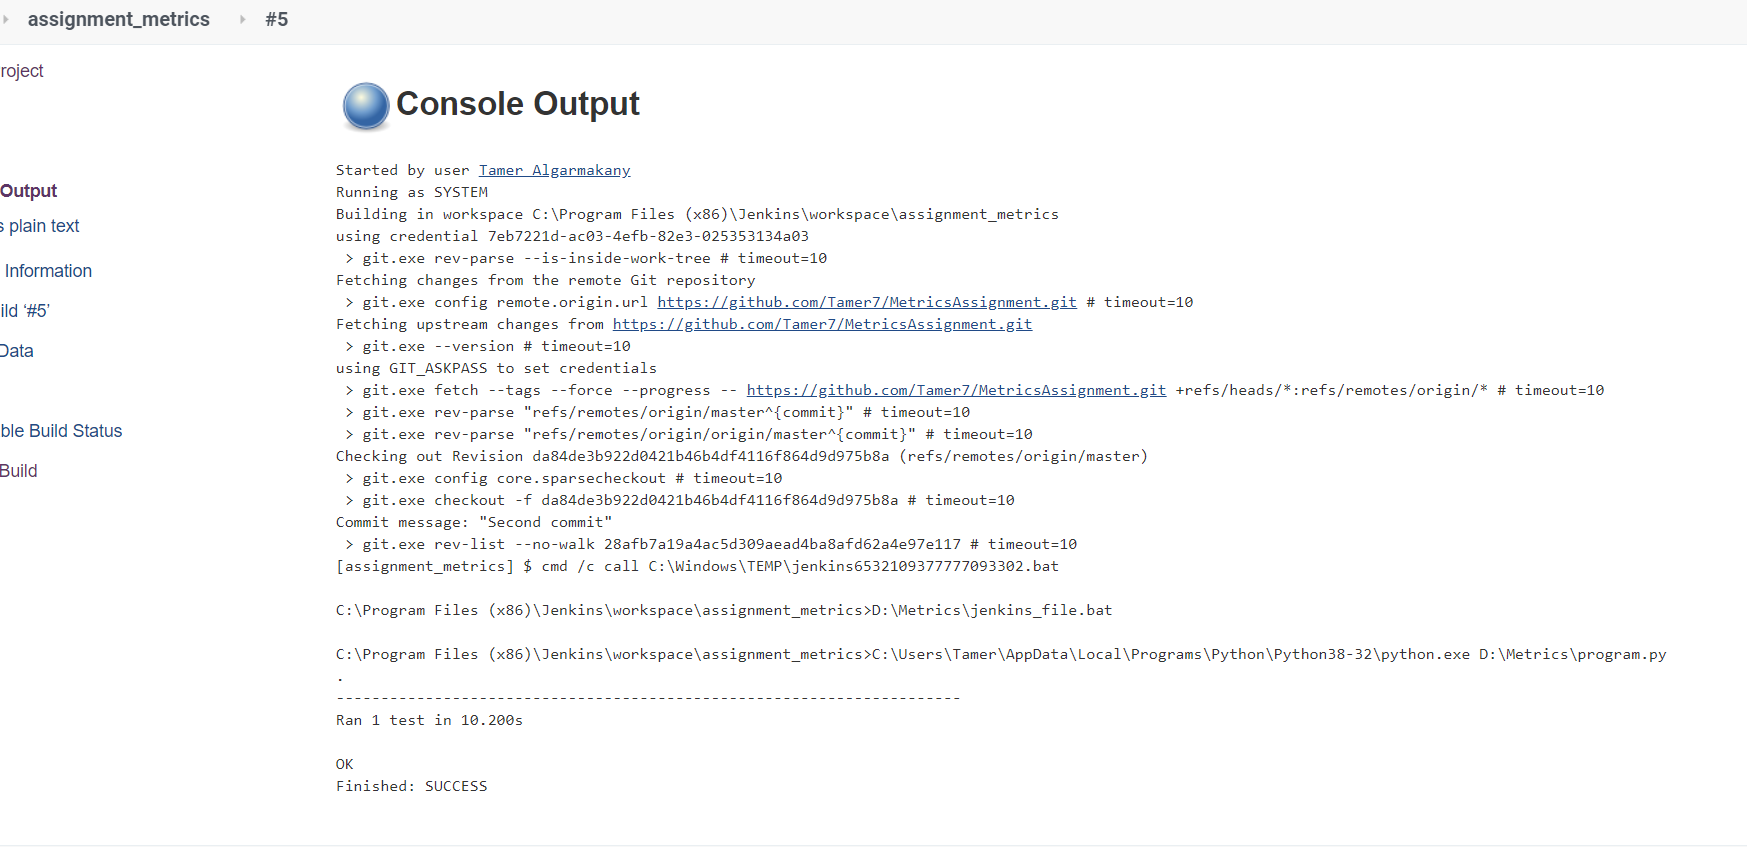 assignment_metrics #5
roject
Output
s plain text
Information
ild ‘#5’
Data
ble Build Status
Build
Console Output
Started by user Tamer Algarmakany
Running as SYSTEM
Building in workspace C:\Program Files (x86)\Jenkins\workspace\assignment_metrics
using credential 7eb7221d-ac03-4efb-82e3-025353134a03
 > git.exe rev-parse --is-inside-work-tree # timeout=10
Fetching changes from the remote Git repository
 > git.exe config remote.origin.url https://github.com/Tamer7/MetricsAssignment.git # timeout=10
Fetching upstream changes from https://github.com/Tamer7/MetricsAssignment.git
 > git.exe --version # timeout=10
using GIT_ASKPASS to set credentials
 > git.exe fetch --tags --force --progress -- https://github.com/Tamer7/MetricsAssignment.git +refs/heads/*:refs/remotes/origin/* # timeout=10
 > git.exe rev-parse "refs/remotes/origin/master^{commit}" # timeout=10
 > git.exe rev-parse "refs/remotes/origin/origin/master^{commit}" # timeout=10
Checking out Revision da84de3b922d0421b46b4df4116f864d9d975b8a (refs/remotes/origin/master)
 > git.exe config core.sparsecheckout # timeout=10
 > git.exe checkout -f da84de3b922d0421b46b4df4116f864d9d975b8a # timeout=10
Commit message: "Second commit"
 > git.exe rev-list --no-walk 28afb7a19a4ac5d309aead4ba8afd62a4e97e117 # timeout=10
[assignment_metrics] $ cmd /c call C:\Windows\TEMP\jenkins6532109377777093302.bat
C:\Program Files (x86)\Jenkins\workspace\assignment_metrics>D:\Metrics\jenkins_file.bat
C:\Program Files (x86)\Jenkins\workspace\assignment_metrics>C:\Users\Tamer\AppData\Local\Programs\Python\Python38-32\python.exe D:\Metrics\program.py
.
----------------------------------------------------------------------
Ran 1 test in 10.200s
OK
Finished: SUCCESS